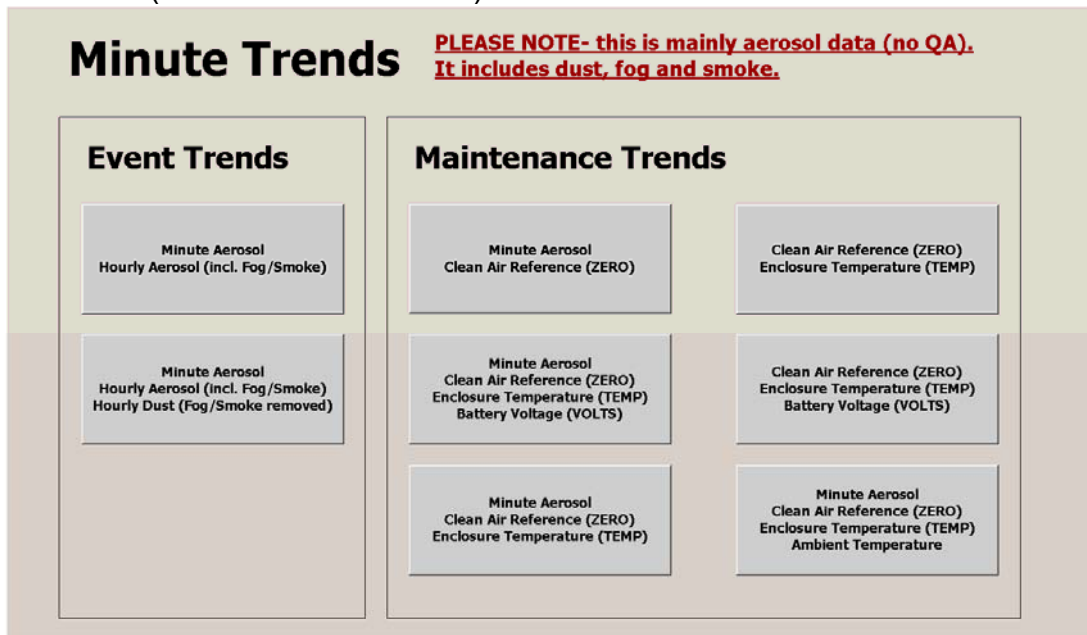 Minute Trends
PLEASE NOTE- this is mainly aerosol data (no QA).
It includes dust, fog and smoke.
Event Trends
Minute Aerosol
Hourly Aerosol (incl. Fog/Smoke)
Minute Aerosol
Hourly Aerosol (incl. Fog/Smoke)
Hourly Dust (Fog/Smoke removed)
Maintenance Trends
Minute Aerosol
Clean Air Reference (ZERO)
Clean Air Reference (ZERO)
Enclosure Temperature (TEMP)
Minute Aerosol
Clean Air Reference (ZERO)
Enclosure Temperature (TEMP)
Battery Voltage (VOLTS)
Clean Air Reference (ZERO)
Enclosure Temperature (TEMP)
Battery Voltage (VOLTS)
Minute Aerosol
Clean Air Reference (ZERO)
Enclosure Temperature (TEMP)
Minute Aerosol
Clean Air Reference (ZERO)
Enclosure Temperature (TEMP)
Ambient Temperature